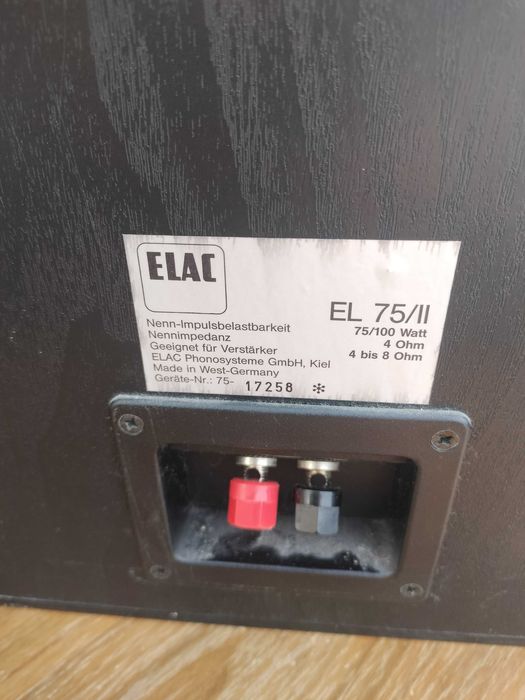 ELAC
EL 75/II
Nenn-Impulsbelastbarkeit 75/100 Watt
Nennimpedanz 4 Ohm
Geeignet für Verstärker 4 bis 8 Ohm
ELAC Phonosysteme GmbH, Kiel
Made in West-Germany
Geräte-Nr.: 75- 17258 *